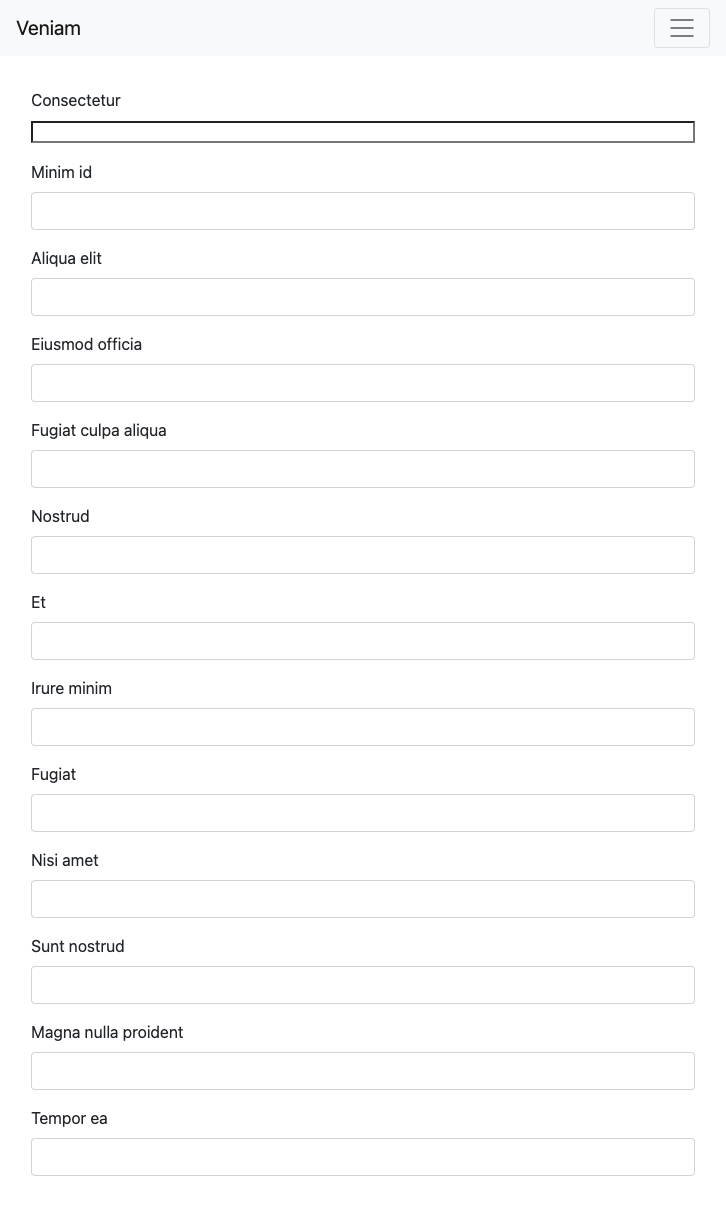 Veniam
Consectetur
Minim id
Aliqua elit
Eiusmod officia
Fugiat culpa aliqua
Nostrud
Et
Irure minim
Fugiat
Nisi amet
Sunt nostrud
Magna nulla proident
Tempor ea